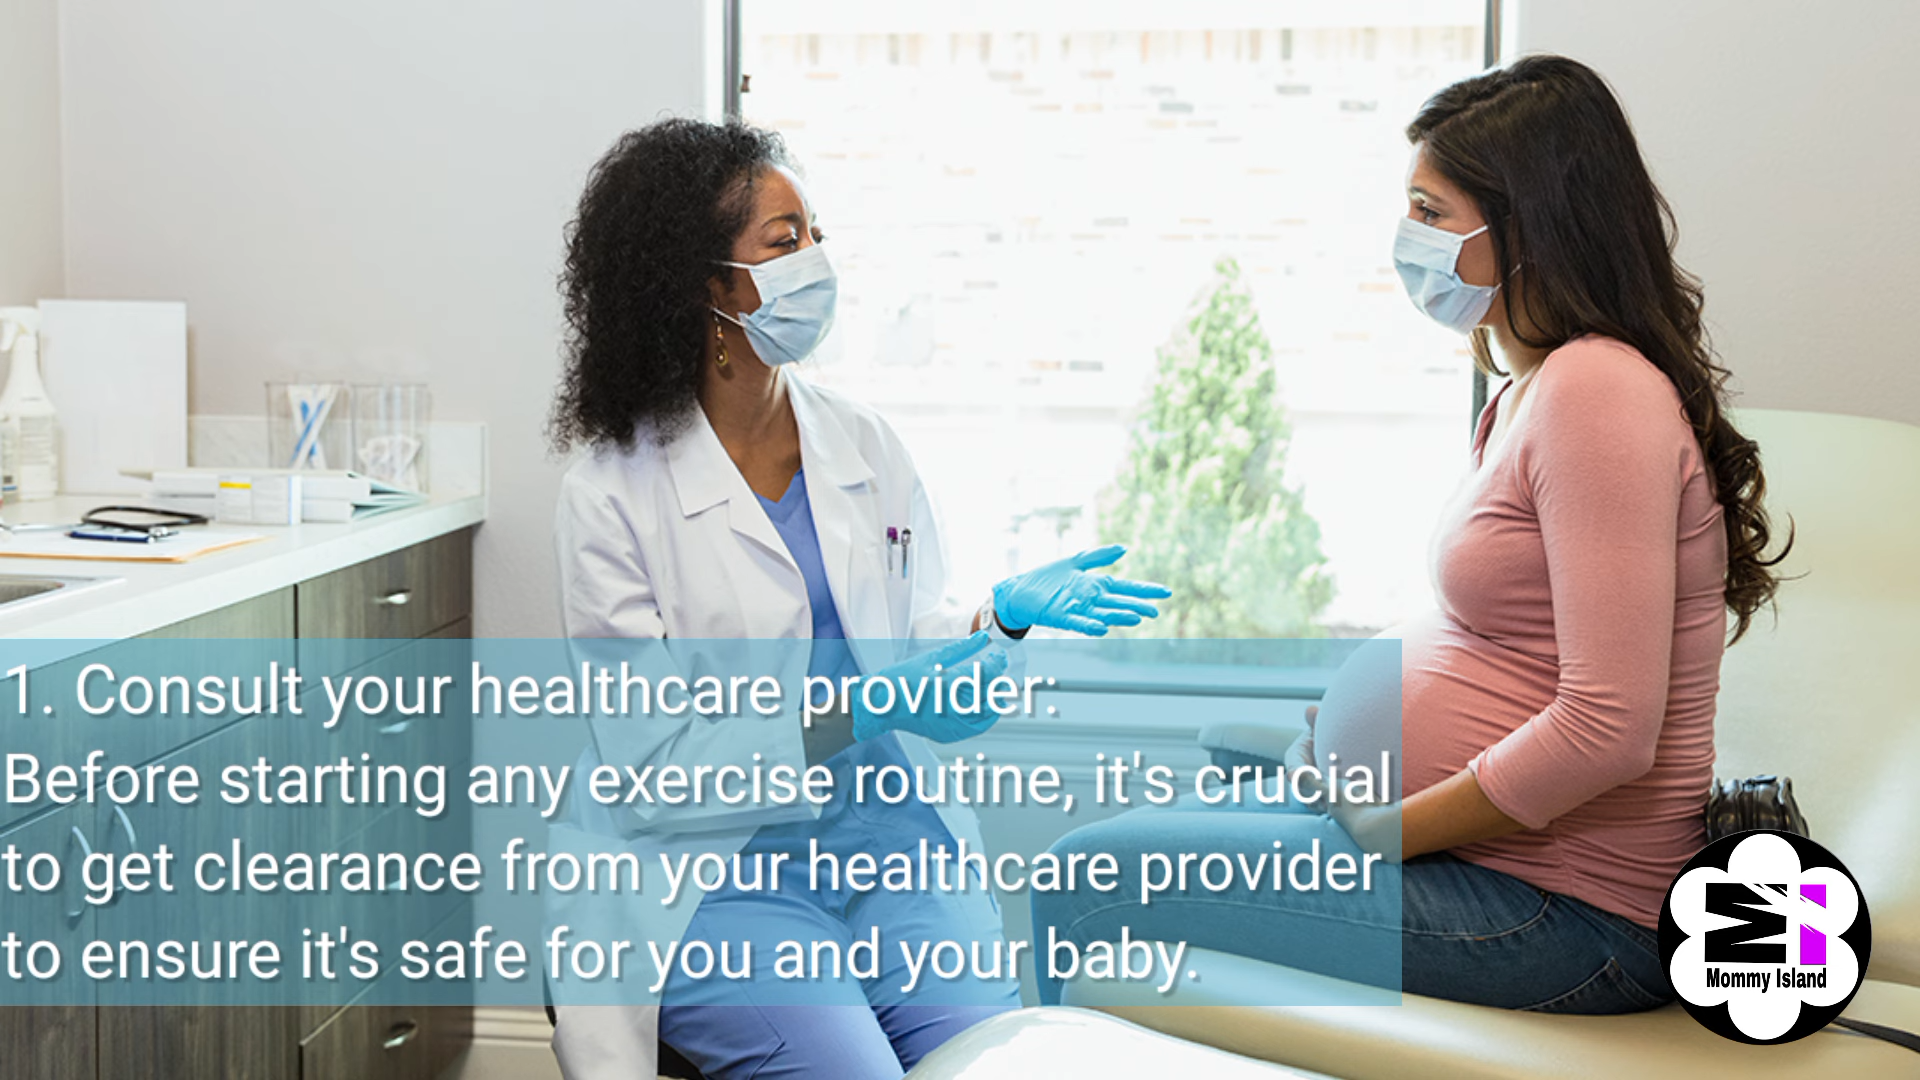 1. Consult your healthcare provider:
Before starting any exercise routine, it's crucial
to get clearance from your healthcare provider
to ensure it's safe for you and your baby.
MI
Mommy Island